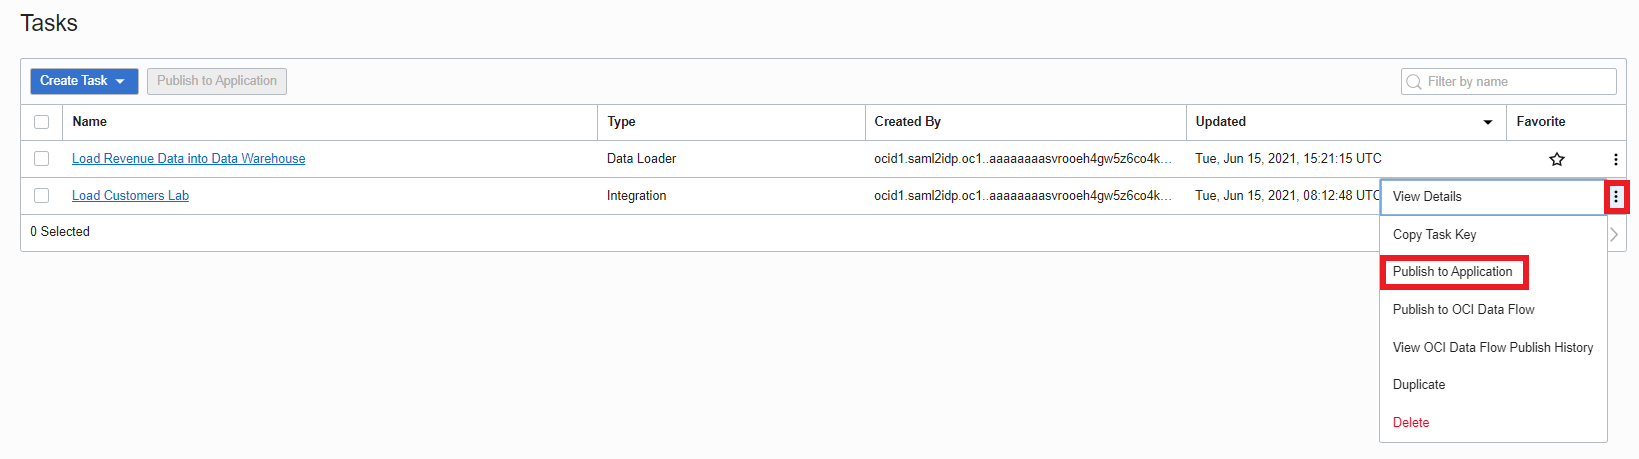 Tasks
Create Task Publish to Application Filter by name
Name Type Created By Updated Favorite
Load Revenue Data into Data Warehouse Data Loader ocid1.saml2idp.oc1..aaaaaaaasvrooeh4gw5z6co4k... Tue, Jun 15, 2021, 15:21:15 UTC
Load Customers Lab Integration ocid1.saml2idp.oc1..aaaaaaaasvrooeh4gw5z6co4k... Tue, Jun 15, 2021, 08:12:48 UTC
0 Selected
View Details
Copy Task Key
Publish to Application
Publish to OCI Data Flow
View OCI Data Flow Publish History
Duplicate
Delete